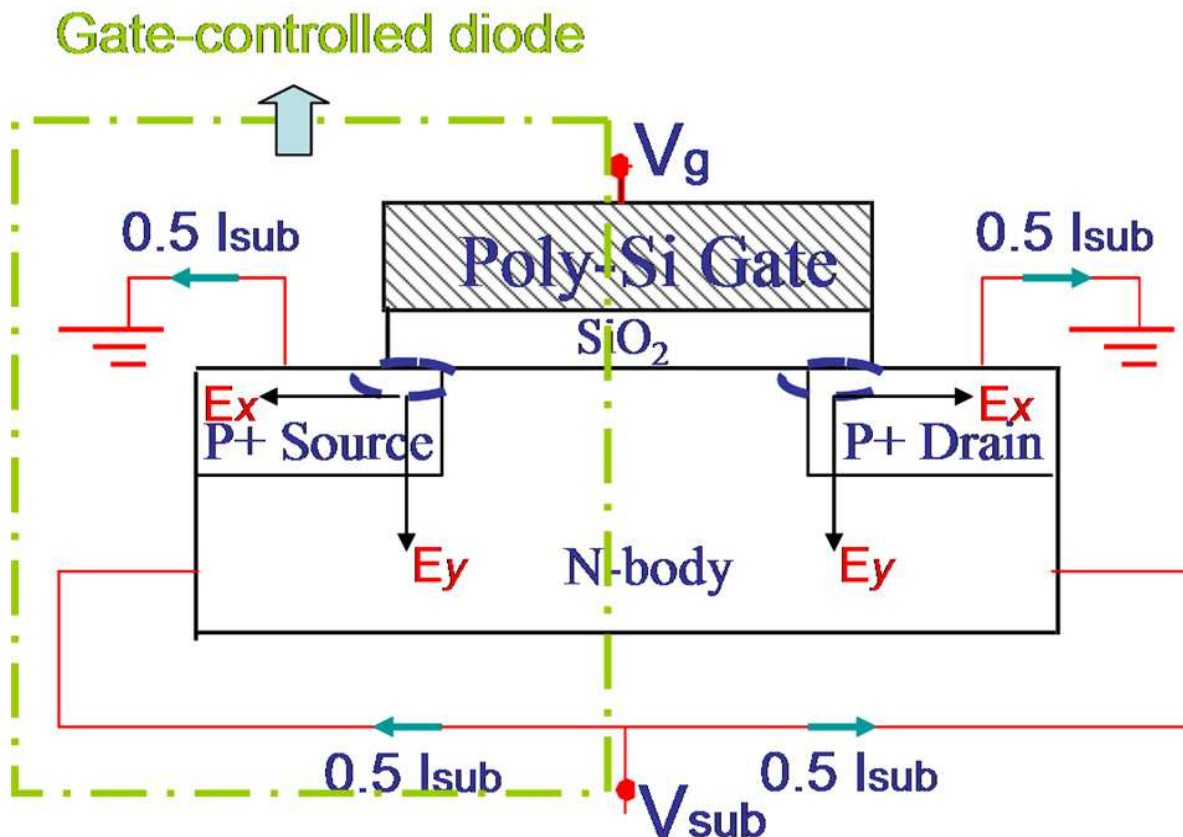 Gate-controlled diode
Vg
0.5 Isub
0.5 Isub
Poly-Si Gate
SiO2
Ex
Ex
P+ Source
P+ Drain
Ey
N-body
Ey
0.5 Isub
0.5 Isub
Vsub